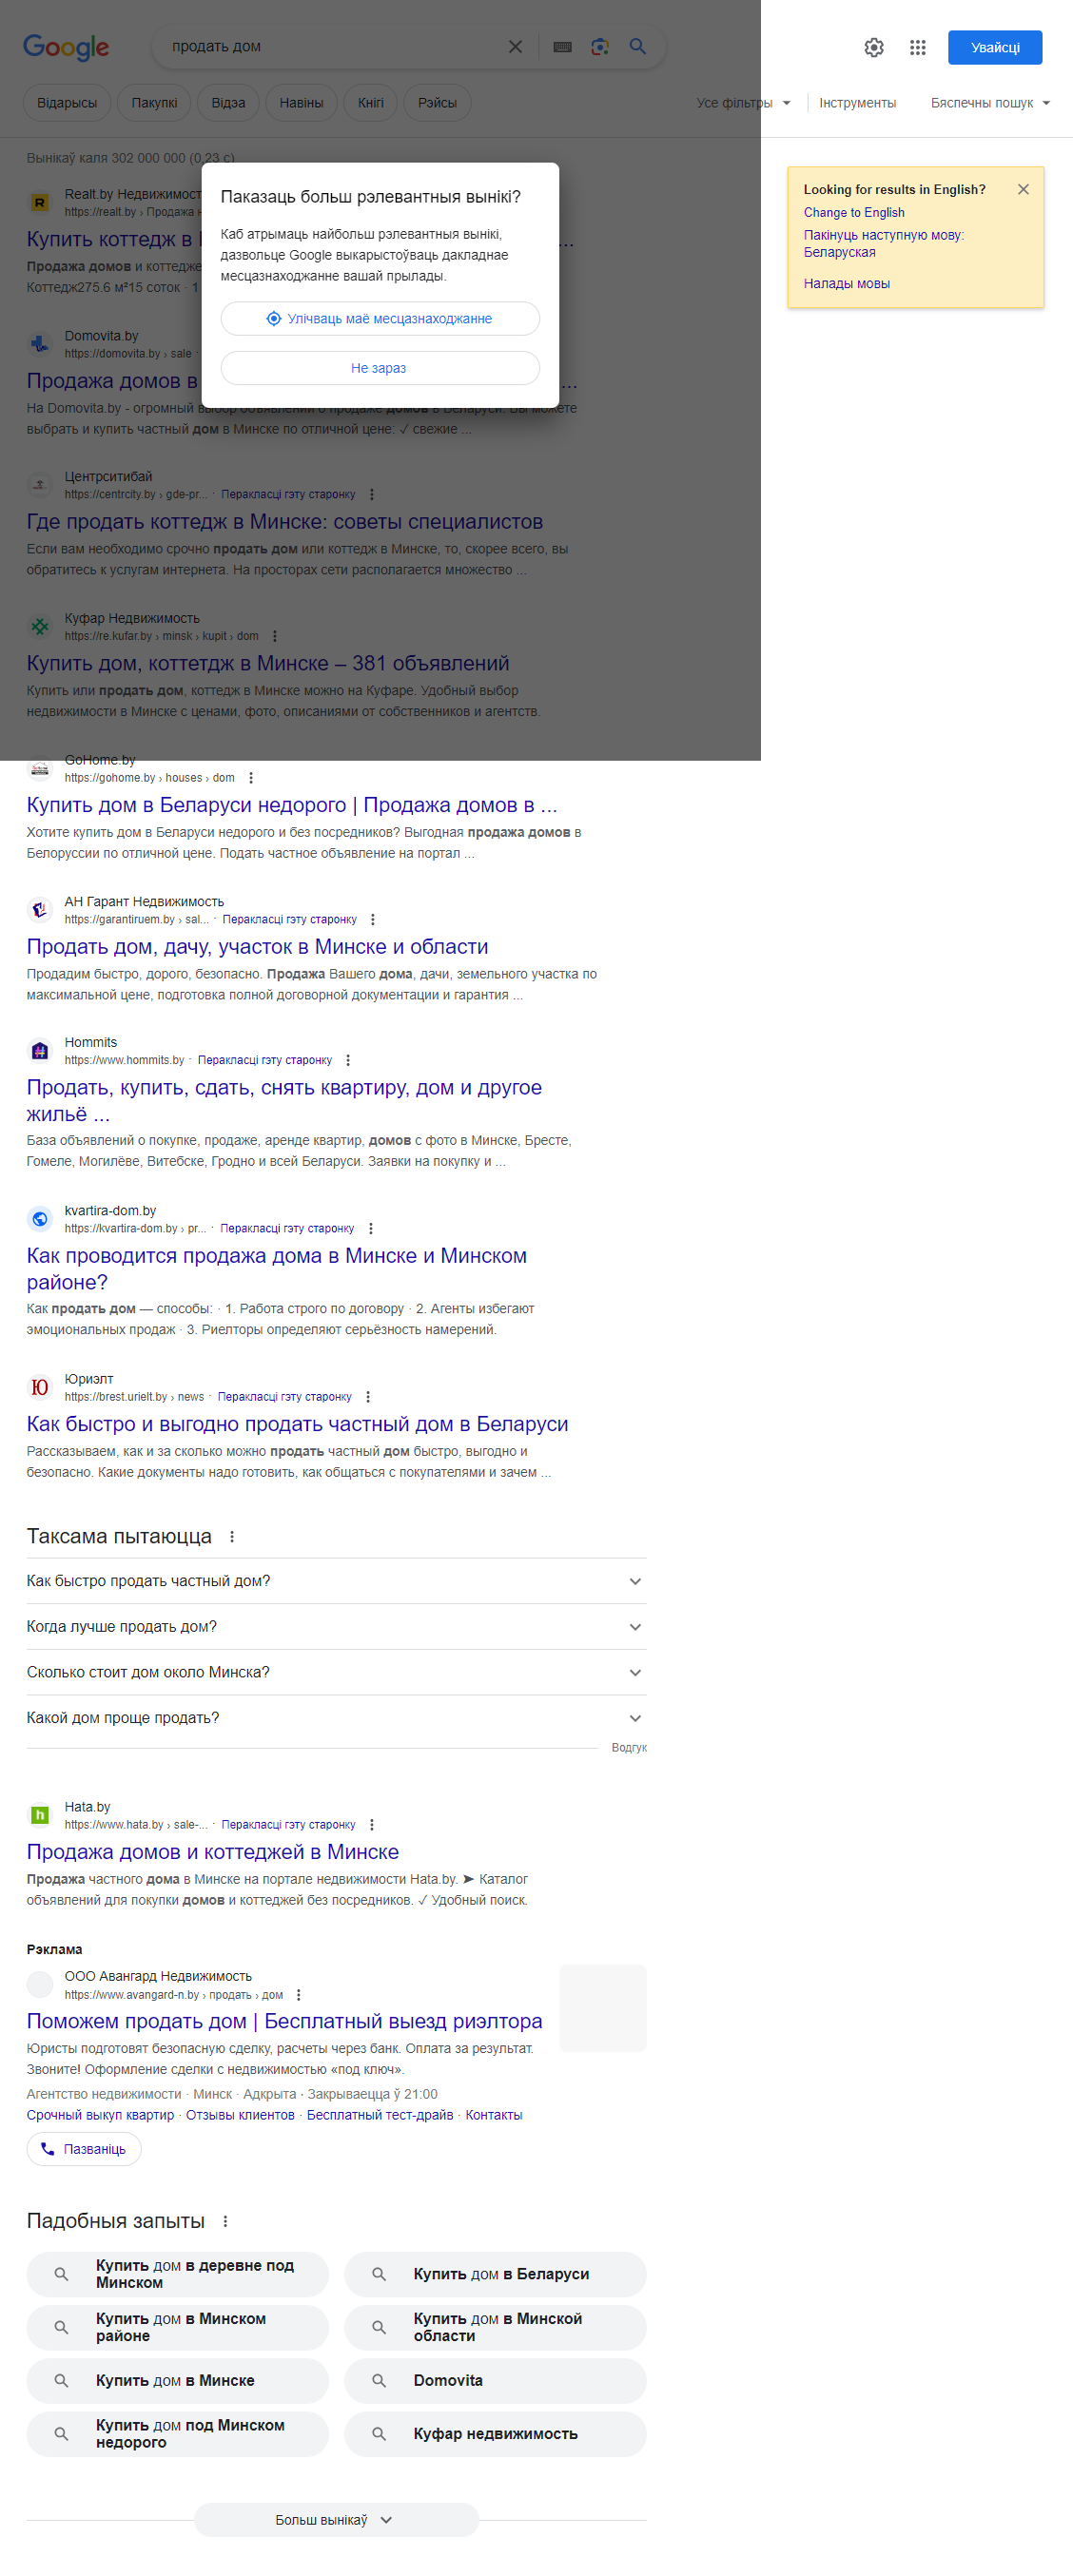 Google
продать дом
Увайсці
Відарысы
Пакупкі
Відэа
Навіны
Кнігі
Рэйсы
Усе фільтры
Інструменты
Бяспечны пошук
Вынікаў каля 302 000 000 (0,23 с)
Looking for results in English?
Change to English
Пакінуць наступную мову:
Беларуская
Налады мовы
Паказаць больш рэлевантныя вынікі?
Каб атрымаць найбольш рэлевантныя вынікі,
дазвольце Google выкарыстоўваць дакладнае
месцазнаходжанне вашай прылады.
Улічваць маё месцазнаходжанне
Не зараз
Realt.by Недвижимост
https://realt.by › Продажа
Купить коттедж в
...
Продажа домов и коттедже
Коттедж275.6 м²15 соток · 1
Domovita.by
https://domovita.by › sale ·
Продажа домов в
...
На Domovita.by - огромный выбор объявлений о продаже домов в Беларуси. Вы можете
выбрать и купить частный дом в Минске по отличной цене: ✓ свежие ...
Центрситибай
https://centrcity.by › gde-pr... · Перакласці гэту старонку
Где продать коттедж в Минске: советы специалистов
Если вам необходимо срочно продать дом или коттедж в Минске, то, скорее всего, вы
обратитесь к услугам интернета. На просторах сети располагается множество ...
Куфар Недвижимость
https://re.kufar.by › minsk › kupit › dom
Купить дом, коттетдж в Минске – 381 объявлений
Купить или продать дом, коттедж в Минске можно на Куфаре. Удобный выбор
недвижимости в Минске с ценами, фото, описаниями от собственников и агентств.
GoHome.by
https://gohome.by › houses › dom
Купить дом в Беларуси недорого | Продажа домов в ...
Хотите купить дом в Беларуси недорого и без посредников? Выгодная продажа домов в
Белоруссии по отличной цене. Подать частное объявление на портал ...
АН Гарант Недвижимость
https://garantiruem.by › sal... · Перакласці гэту старонку
Продать дом, дачу, участок в Минске и области
Продадим быстро, дорого, безопасно. Продажа Вашего дома, дачи, земельного участка по
максимальной цене, подготовка полной договорной документации и гарантия ...
Hommits
https://www.hommits.by · Перакласці гэту старонку
Продать, купить, сдать, снять квартиру, дом и другое
жильё ...
База объявлений о покупке, продаже, аренде квартир, домов с фото в Минске, Бресте,
Гомеле, Могилёве, Витебске, Гродно и всей Беларуси. Заявки на покупку и ...
kvartira-dom.by
https://kvartira-dom.by › pr... · Перакласці гэту старонку
Как проводится продажа дома в Минске и Минском
районе?
Как продать дом — способы: · 1. Работа строго по договору · 2. Агенты избегают
эмоциональных продаж · 3. Риелторы определяют серьёзность намерений.
Ю
Юриэлт
https://brest.urielt.by › news · Перакласці гэту старонку
Как быстро и выгодно продать частный дом в Беларуси
Рассказываем, как и за сколько можно продать частный дом быстро, выгодно и
безопасно. Какие документы надо готовить, как общаться с покупателями и зачем ...
Таксама пытаюцца
Как быстро продать частный дом?
Когда лучше продать дом?
Сколько стоит дом около Минска?
Какой дом проще продать?
Водгук
h
Hata.by
https://www.hata.by › sale-... · Перакласці гэту старонку
Продажа домов и коттеджей в Минске
Продажа частного дома в Минске на портале недвижимости Hata.by. ➤ Каталог
объявлений для покупки домов и коттеджей без посредников. ✓ Удобный поиск.
Рэклама
ООО Авангард Недвижимость
https://www.avangard-n.by › продать › дом
Поможем продать дом | Бесплатный выезд риэлтора
Юристы подготовят безопасную сделку, расчеты через банк. Оплата за результат.
Звоните! Оформление сделки с недвижимостью «под ключ».
Агентство недвижимости · Минск · Адкрыта · Закрываецца ў 21:00
Срочный выкуп квартир · Отзывы клиентов · Бесплатный тест-драйв · Контакты
Пазваніць
Падобныя запыты
Купить дом в деревне под
Минском
Купить дом в Беларуси
Купить дом в Минском
районе
Купить дом в Минской
области
Купить дом в Минске
Domovita
Купить дом под Минском
недорого
Куфар недвижимость
Больш вынікаў